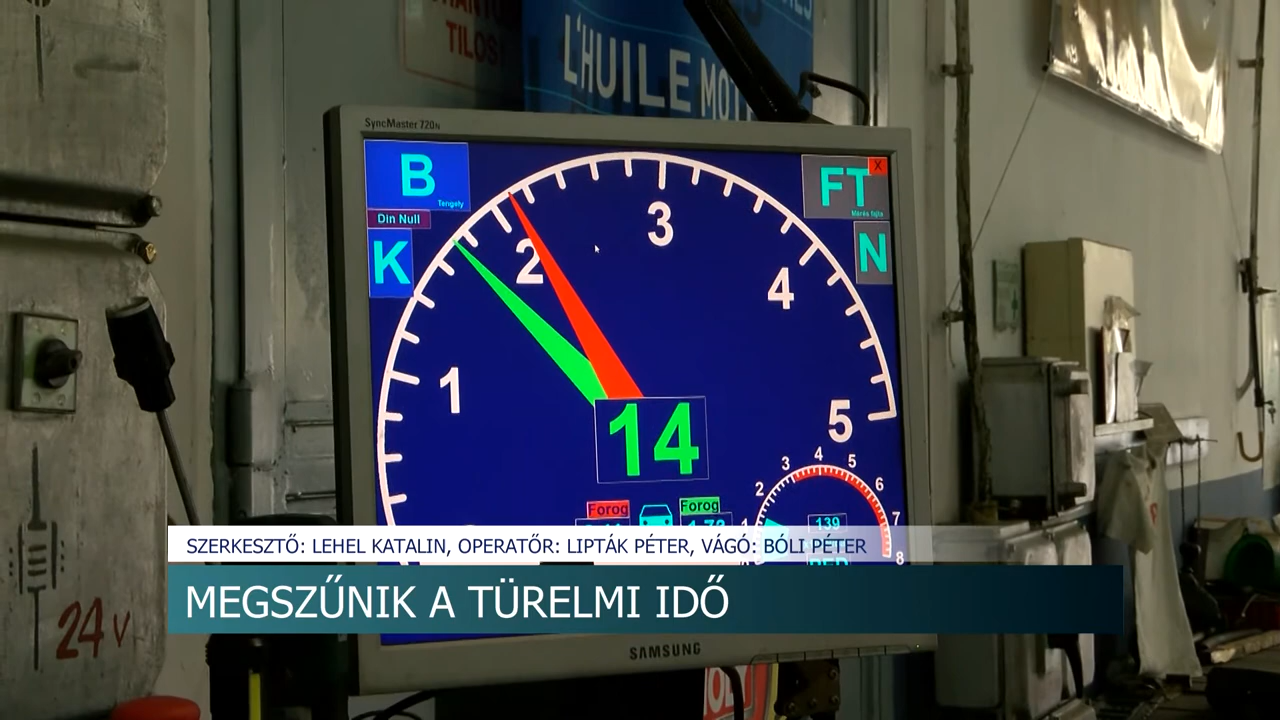 TILOS!
L'HUILE MOT
SyncMaster 720N
B
Tengely
Din Null
K
FT
X
Mérés fajta
N
1
2
3
4
5
14
Forog
Forog
2
3
4
5
6
7
8
139
SZERKESZTŐ: LEHEL KATALIN, OPERATŐR: LIPTÁK PÉTER, VÁGÓ: BÓLI PÉTER
MEGSZŰNIK A TÜRELMI IDŐ
24 V
SAMSUNG